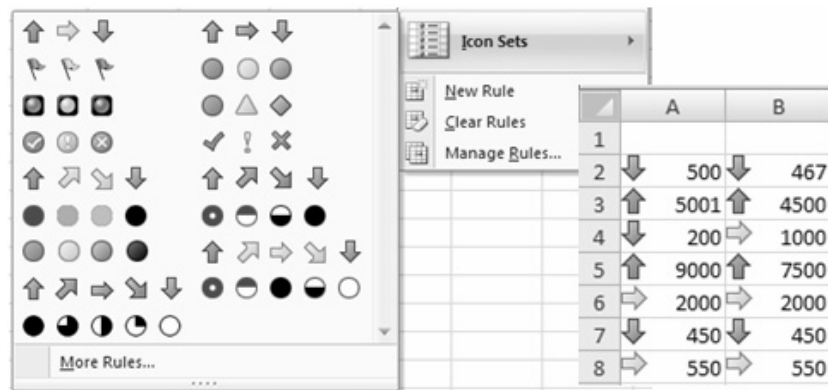 Icon Sets
New Rule
Clear Rules
Manage Rules...
More Rules...
A B
1
2 500 467
3 5001 4500
4 200 1000
5 9000 7500
6 2000 2000
7 450 450
8 550 550